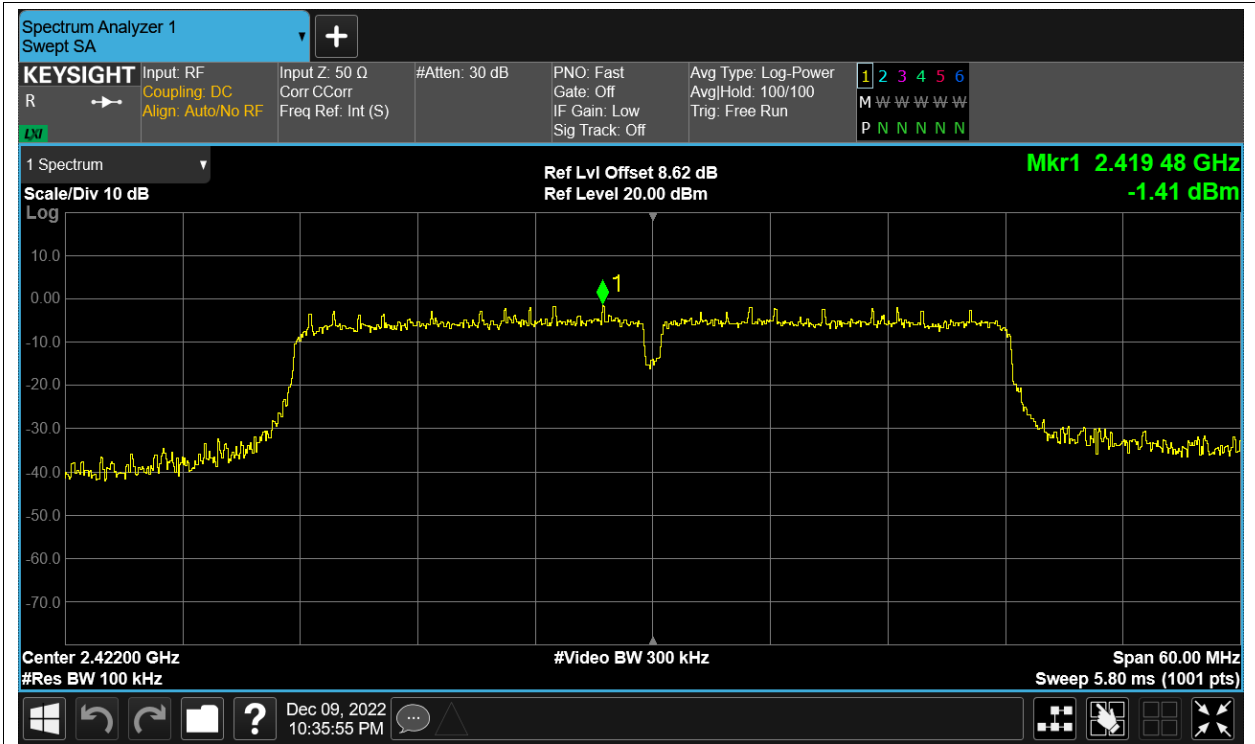 Spectrum Analyzer 1
Swept SA
KEYSIGHT
R
LXI
Input: RF
Coupling: DC
Align: Auto/No RF
Input Z: 50 Ω
Corr CCorr
Freq Ref: Int (S)
#Atten: 30 dB
PNO: Fast
Gate: Off
IF Gain: Low
Sig Track: Off
Avg Type: Log-Power
Avg|Hold: 100/100
Trig: Free Run
1 2 3 4 5 6
M W W W W W W
P N N N N N N
1 Spectrum
Scale/Div 10 dB
Log
Ref Lvl Offset 8.62 dB
Ref Level 20.00 dBm
Mkr1 2.419 48 GHz
-1.41 dBm
1
10.0
0.00
-10.0
-20.0
-30.0
-40.0
-50.0
-60.0
-70.0
Center 2.42200 GHz
#Res BW 100 kHz
#Video BW 300 kHz
Span 60.00 MHz
Sweep 5.80 ms (1001 pts)
?
Dec 09, 2022
10:35:55 PM